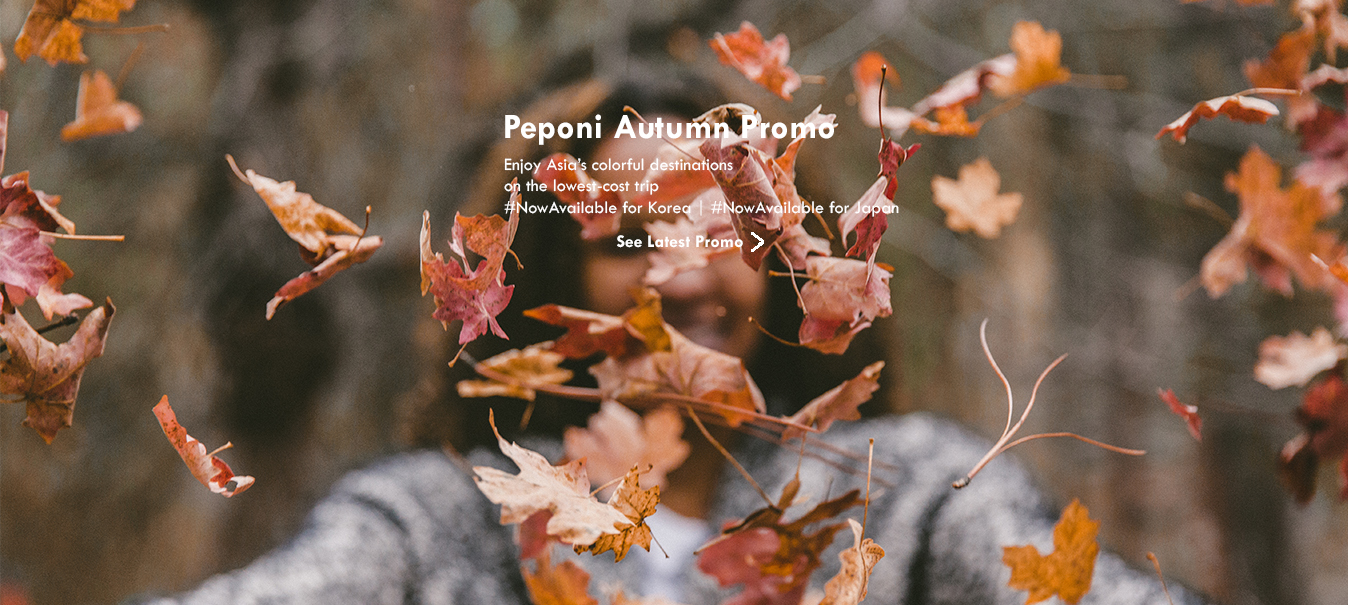 Peponi Autumn Promo
Enjoy Asia's colorful destinations
on the lowest-cost trip
#NowAvailable for Korea | #NowAvailable for Japan
See Latest Promo